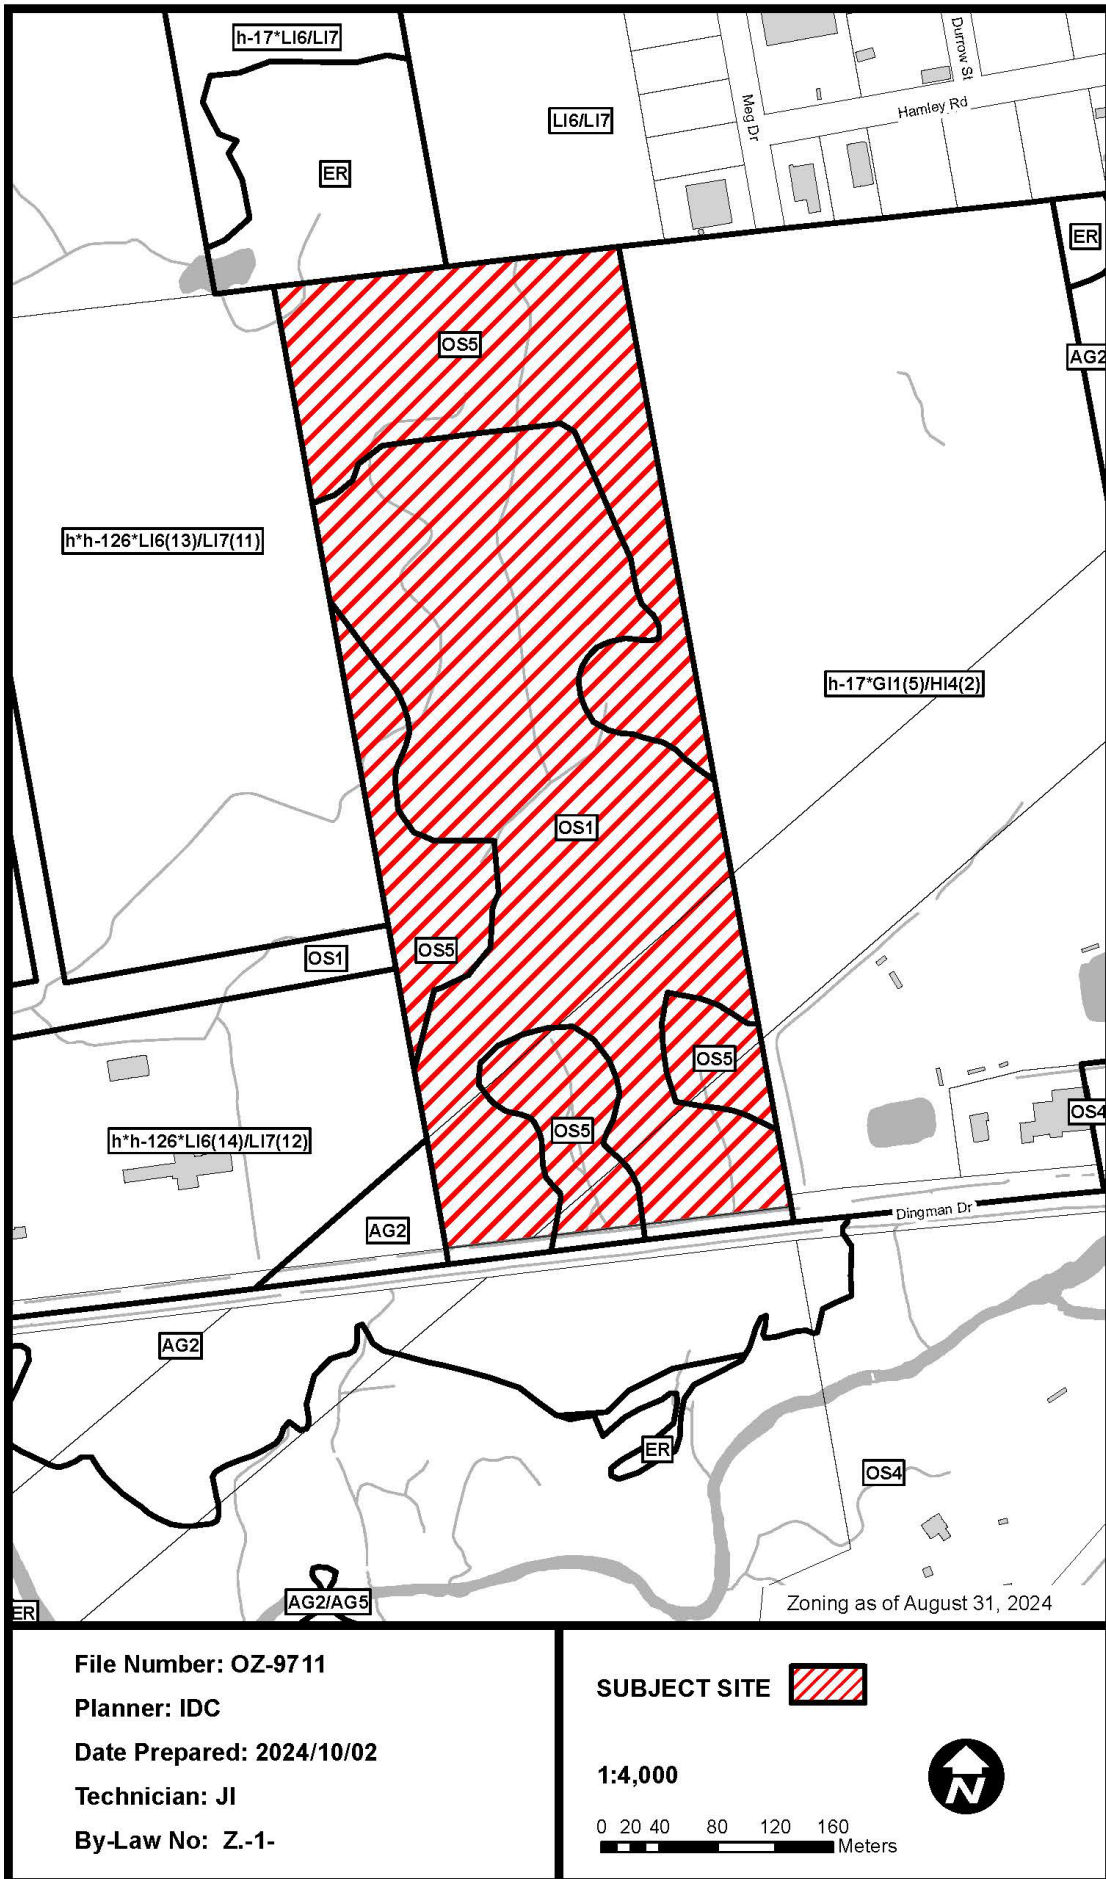 h-17*LI6/LI7
LI6/LI7
Meg Dr
Durrow St
Hamley Rd
ER
ER
OS5
AG2
h*h-126*LI6(13)/LI7(11)
h-17*GI1(5)/HI4(2)
OS1
OS5
OS1
OS5
OS5
OS4
h*h-126*LI6(14)/LI7(12)
AG2
Dingman Dr
AG2
ER
OS4
AG2/AG5
ER
Zoning as of August 31, 2024
File Number: OZ-9711
Planner: IDC
Date Prepared: 2024/10/02
Technician: JI
By-Law No: Z.-1-
SUBJECT SITE
1:4,000
N
0 20 40 80 120 160
Meters